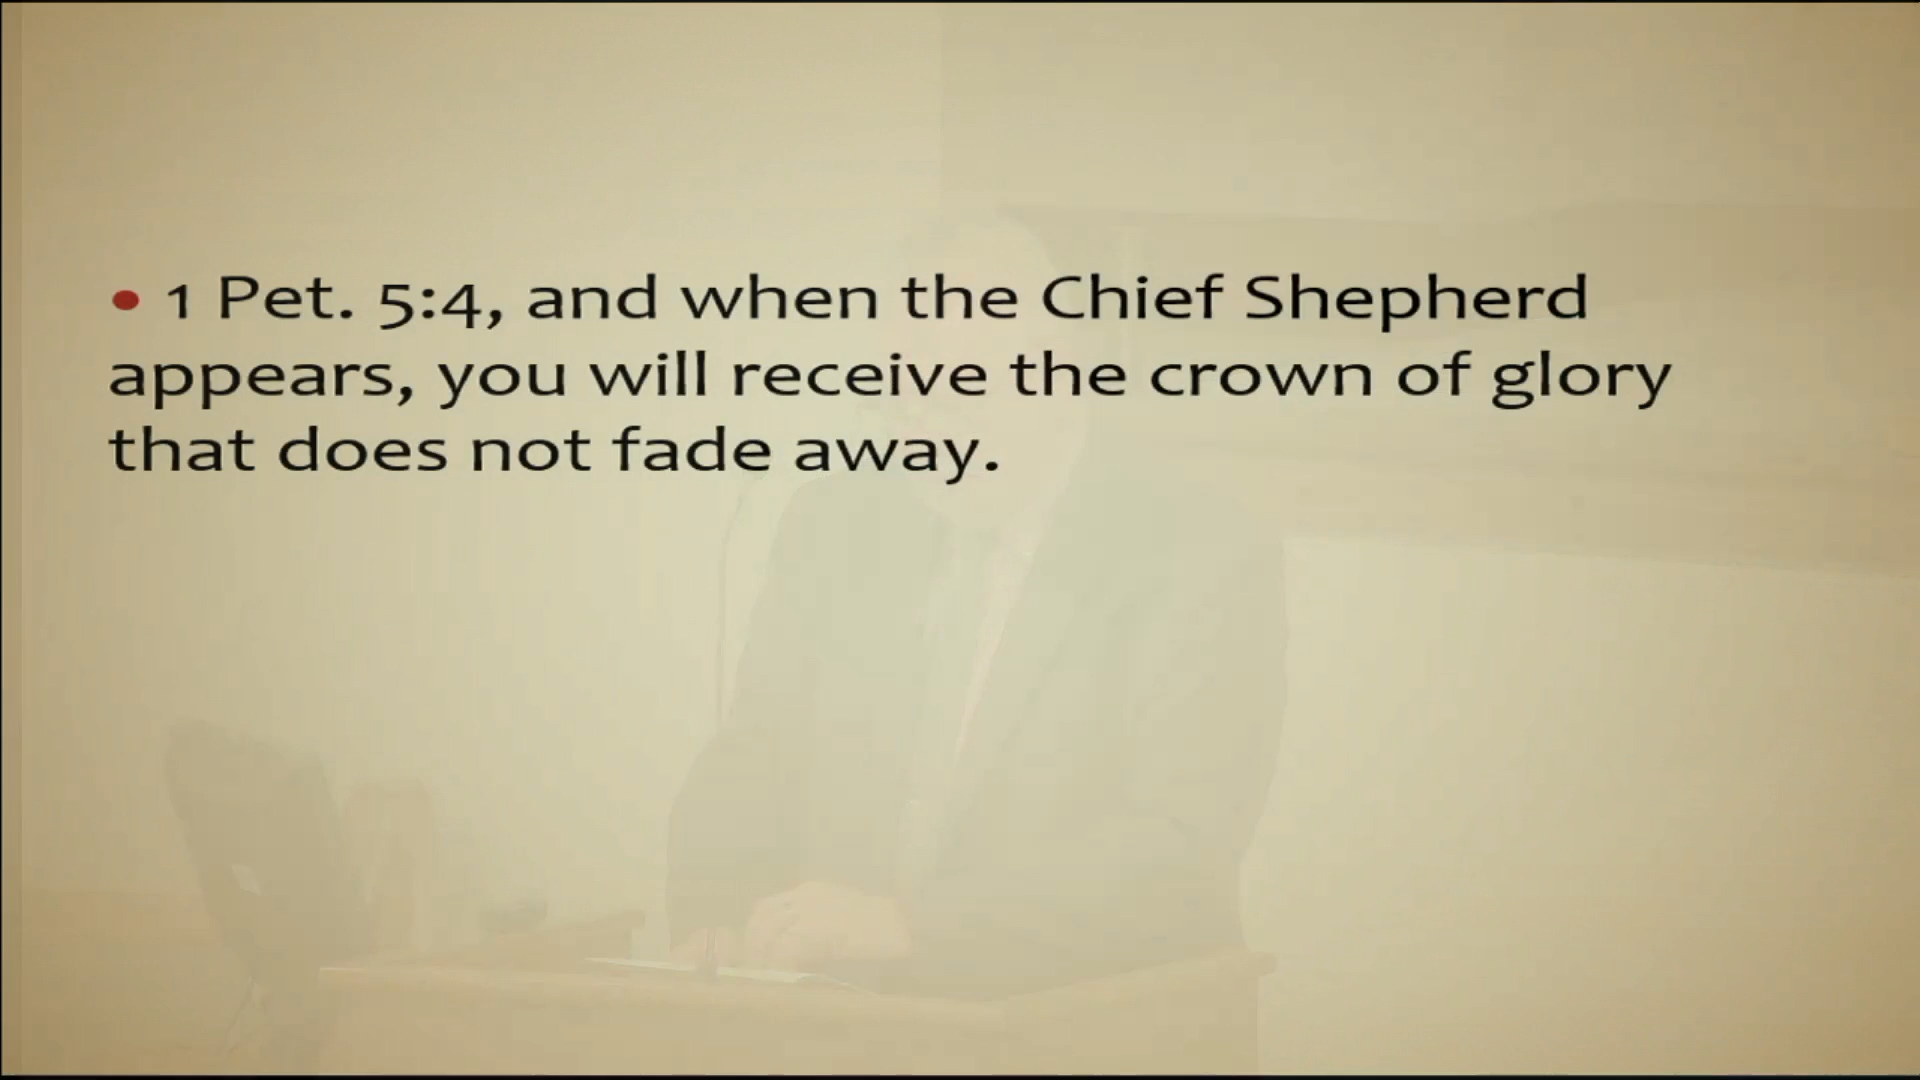 • 1 Pet. 5:4, and when the Chief Shepherd
appears, you will receive the crown of glory
that does not fade away.